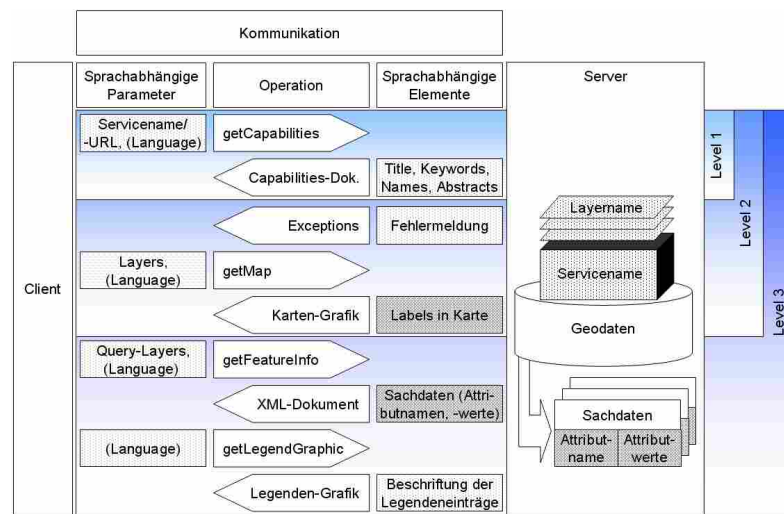 Kommunikation
Client
Sprachabhängige
Parameter
Operation
Sprachabhängige
Elemente
Server
Servicename/
-URL, (Language)
getCapabilities
Capabilities-Dok.
Title, Keywords,
Names, Abstracts
Exceptions
Fehlermeldung
Layers,
(Language)
getMap
Karten-Grafik
Labels in Karte
Query-Layers,
(Language)
getFeatureInfo
XML-Dokument
Sachdaten (Attri-
butnamen, -werte)
(Language)
getLegendGraphic
Legenden-Grafik
Beschriftung der
Legendeneinträge
Layername
Servicename
Geodaten
Sachdaten
Attribut-
name
Attribut-
werte
Level 1
Level 2
Level 3